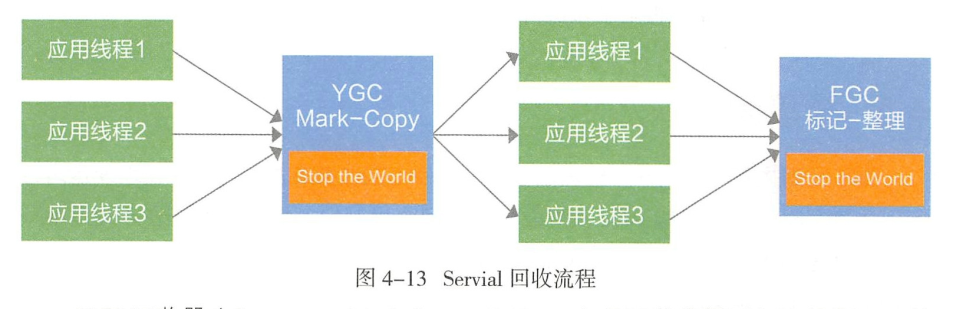 应用线程1
应用线程2
应用线程3
YGC
Mark-Copy
Stop the World
应用线程1
应用线程2
应用线程3
FGC
标记-整理
Stop the World
图 4-13 Servial 回收流程